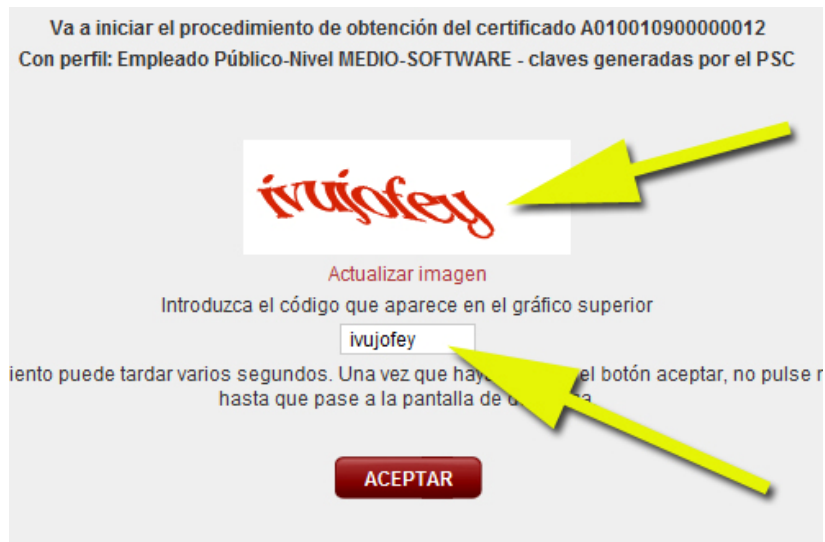 Va a iniciar el procedimiento de obtención del certificado A010010900000012
Con perfil: Empleado Público-Nivel MEDIO-SOFTWARE - claves generadas por el PSC
ivujofey
Actualizar imagen
Introduzca el código que aparece en el gráfico superior
ivujofey
iento puede tardar varios segundos. Una vez que el botón aceptar, no pulse
hasta que pase a la pantalla de
ACEPTAR